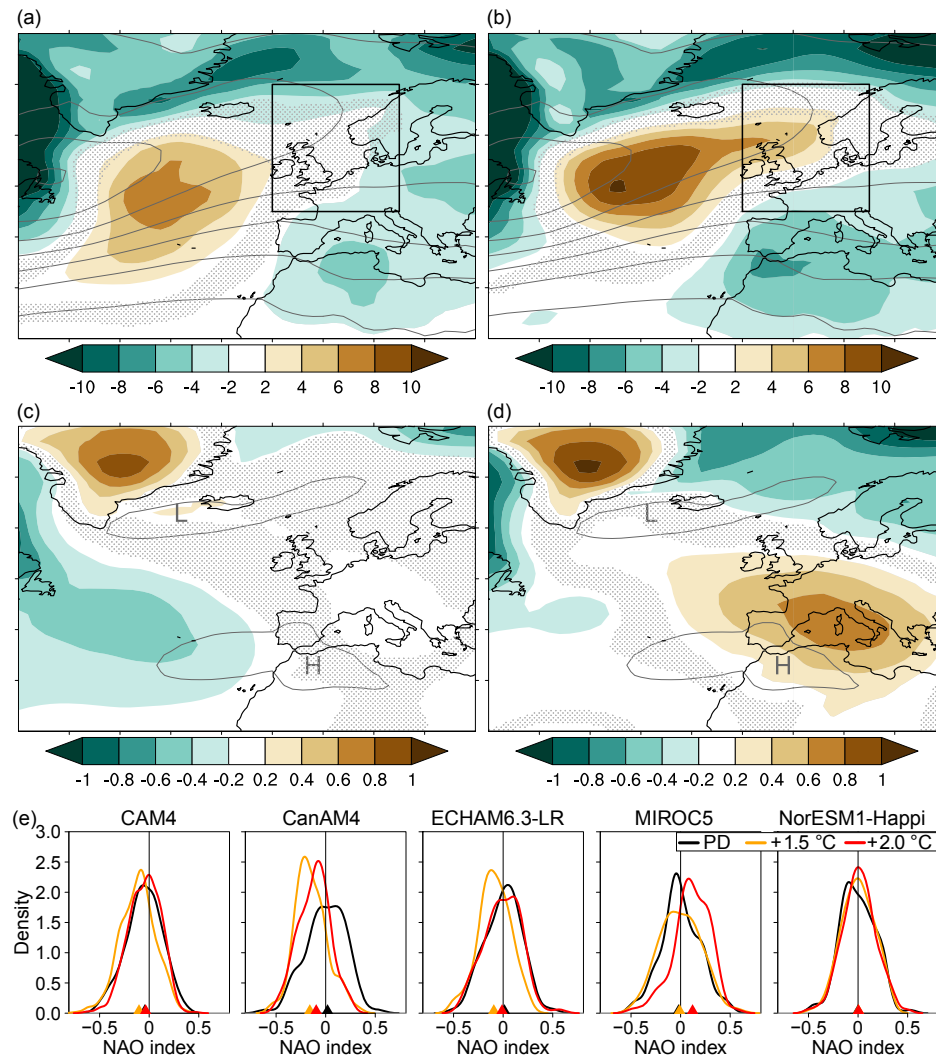 (a)
(b)
-10 -8 -6 -4 -2 2 4 6 8 10
-10 -8 -6 -4 -2 2 4 6 8 10
(c)
(d)
L
H
L
H
-1 -0.8 -0.6 -0.4 -0.2 0.2 0.4 0.6 0.8 1
-1 -0.8 -0.6 -0.4 -0.2 0.2 0.4 0.6 0.8 1
(e)
CAM4 CanAM4 ECHAM6.3-LR MIROC5 NorESM1-Happi
PD +1.5 °C +2.0 °C
3.0
2.5
2.0
1.5
1.0
0.5
0.0
Density
-0.5 0 0.5 -0.5 0 0.5 -0.5 0 0.5 -0.5 0 0.5 -0.5 0 0.5
NAO index NAO index NAO index NAO index NAO index